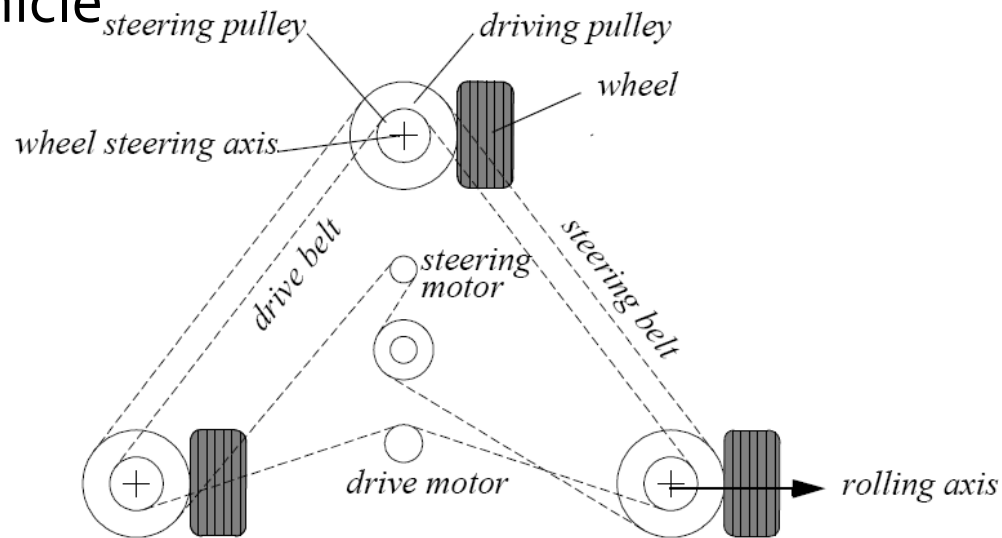 steering pulley
driving pulley
wheel
wheel steering axis
drive belt
steering
motor
steering belt
drive motor
rolling axis